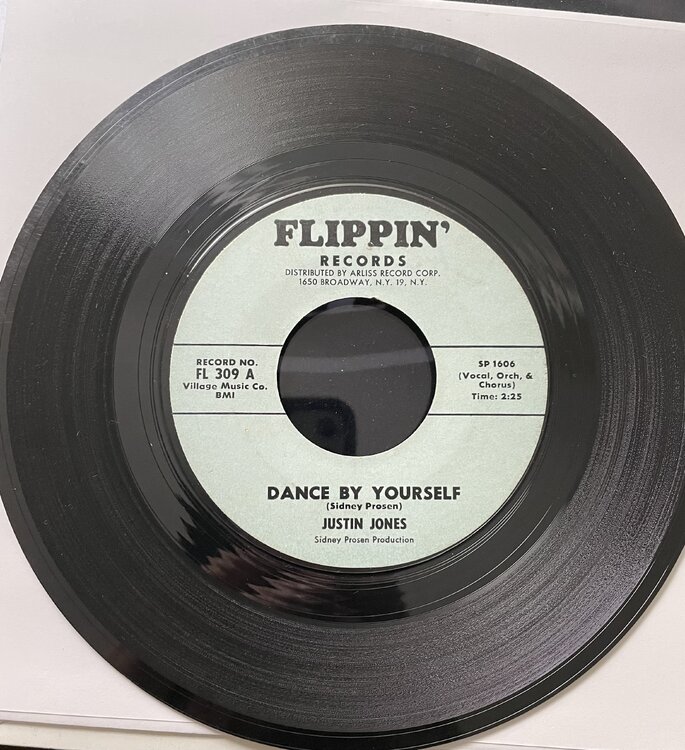 FLIPPIN'
RECORDS
DISTRIBUTED BY ARLISS RECORD CORP.
1650 BROADWAY, N.Y. 19, N.Y.
RECORD NO.
FL 309 A
Village Music Co.
BMI
SP 1606
(Vocal, Orch, &
Chorus)
Time: 2:25
DANCE BY YOURSELF
(Sidney Prosen)
JUSTIN JONES
Sidney Prosen Production